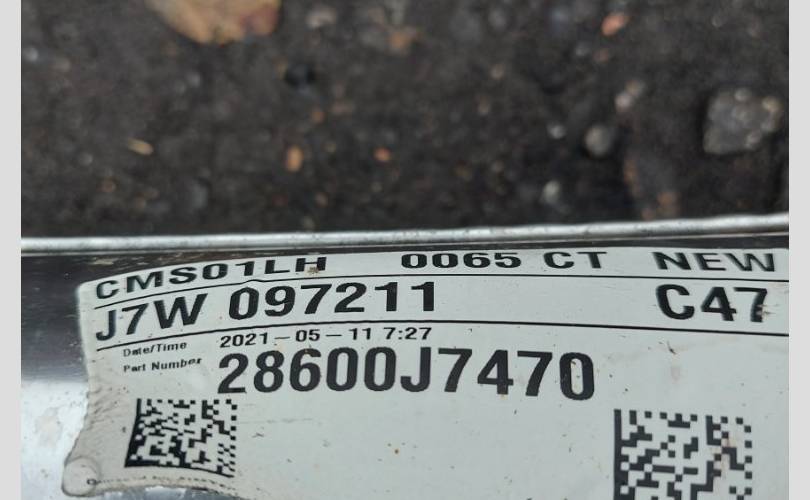 CMS01LH 0065 CT NEW
J7W 097211 C47
Date/Time 2021-05-11 7:27
Part Number 28600J7470